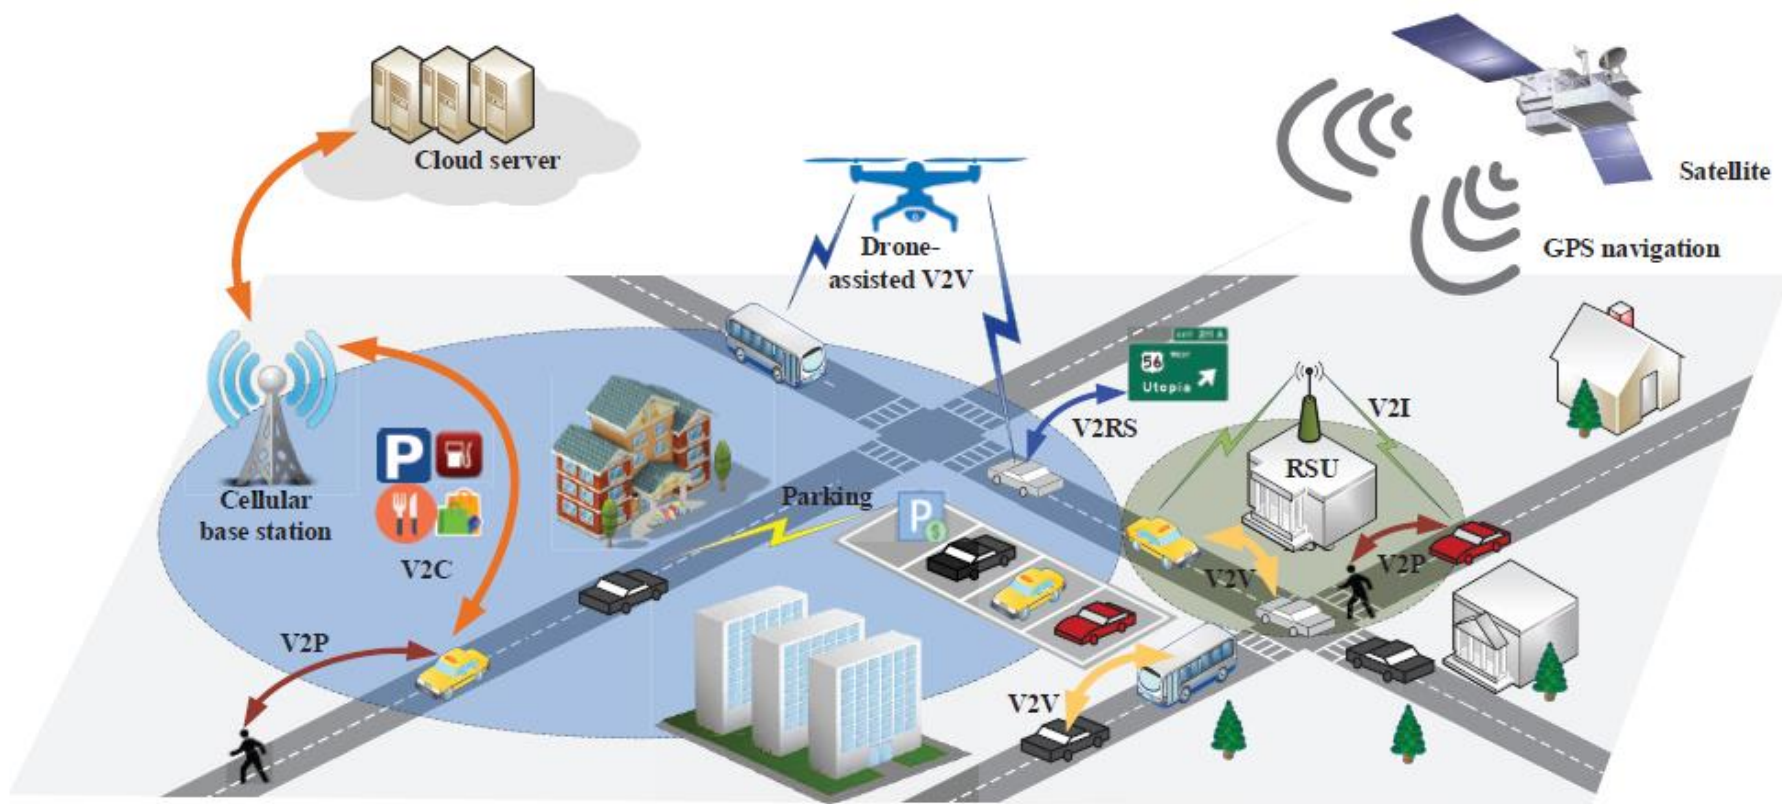 Cloud server
Satellite
GPS navigation
Drone-
assisted V2V
56 WEST
Utopia
V2RS
V2I
RSU
P
Cellular
base station
Parking
P
V2C
V2V
V2P
V2P
V2V